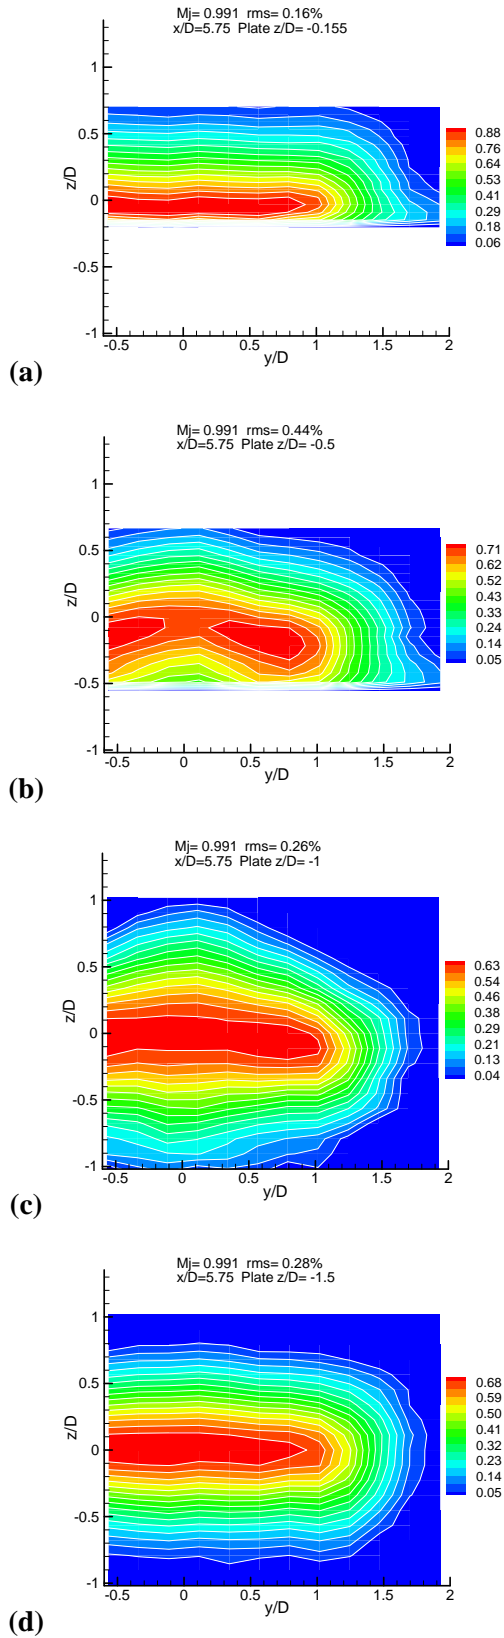 Mj= 0.991 rms= 0.16%
x/D=5.75 Plate z/D= -0.155
z/D
1
0.5
0
-0.5
-1
-0.5 0 0.5 1 1.5 2
y/D
0.88
0.76
0.64
0.53
0.41
0.29
0.18
0.06
(a)
Mj= 0.991 rms= 0.44%
x/D=5.75 Plate z/D= -0.5
z/D
1
0.5
0
-0.5
-1
-0.5 0 0.5 1 1.5 2
y/D
0.71
0.62
0.52
0.43
0.33
0.24
0.14
0.05
(b)
Mj= 0.991 rms= 0.26%
x/D=5.75 Plate z/D= -1
z/D
1
0.5
0
-0.5
-1
-0.5 0 0.5 1 1.5 2
y/D
0.63
0.54
0.46
0.38
0.29
0.21
0.13
0.04
(c)
Mj= 0.991 rms= 0.28%
x/D=5.75 Plate z/D= -1.5
z/D
1
0.5
0
-0.5
-1
-0.5 0 0.5 1 1.5 2
y/D
0.68
0.59
0.50
0.41
0.32
0.23
0.14
0.05
(d)